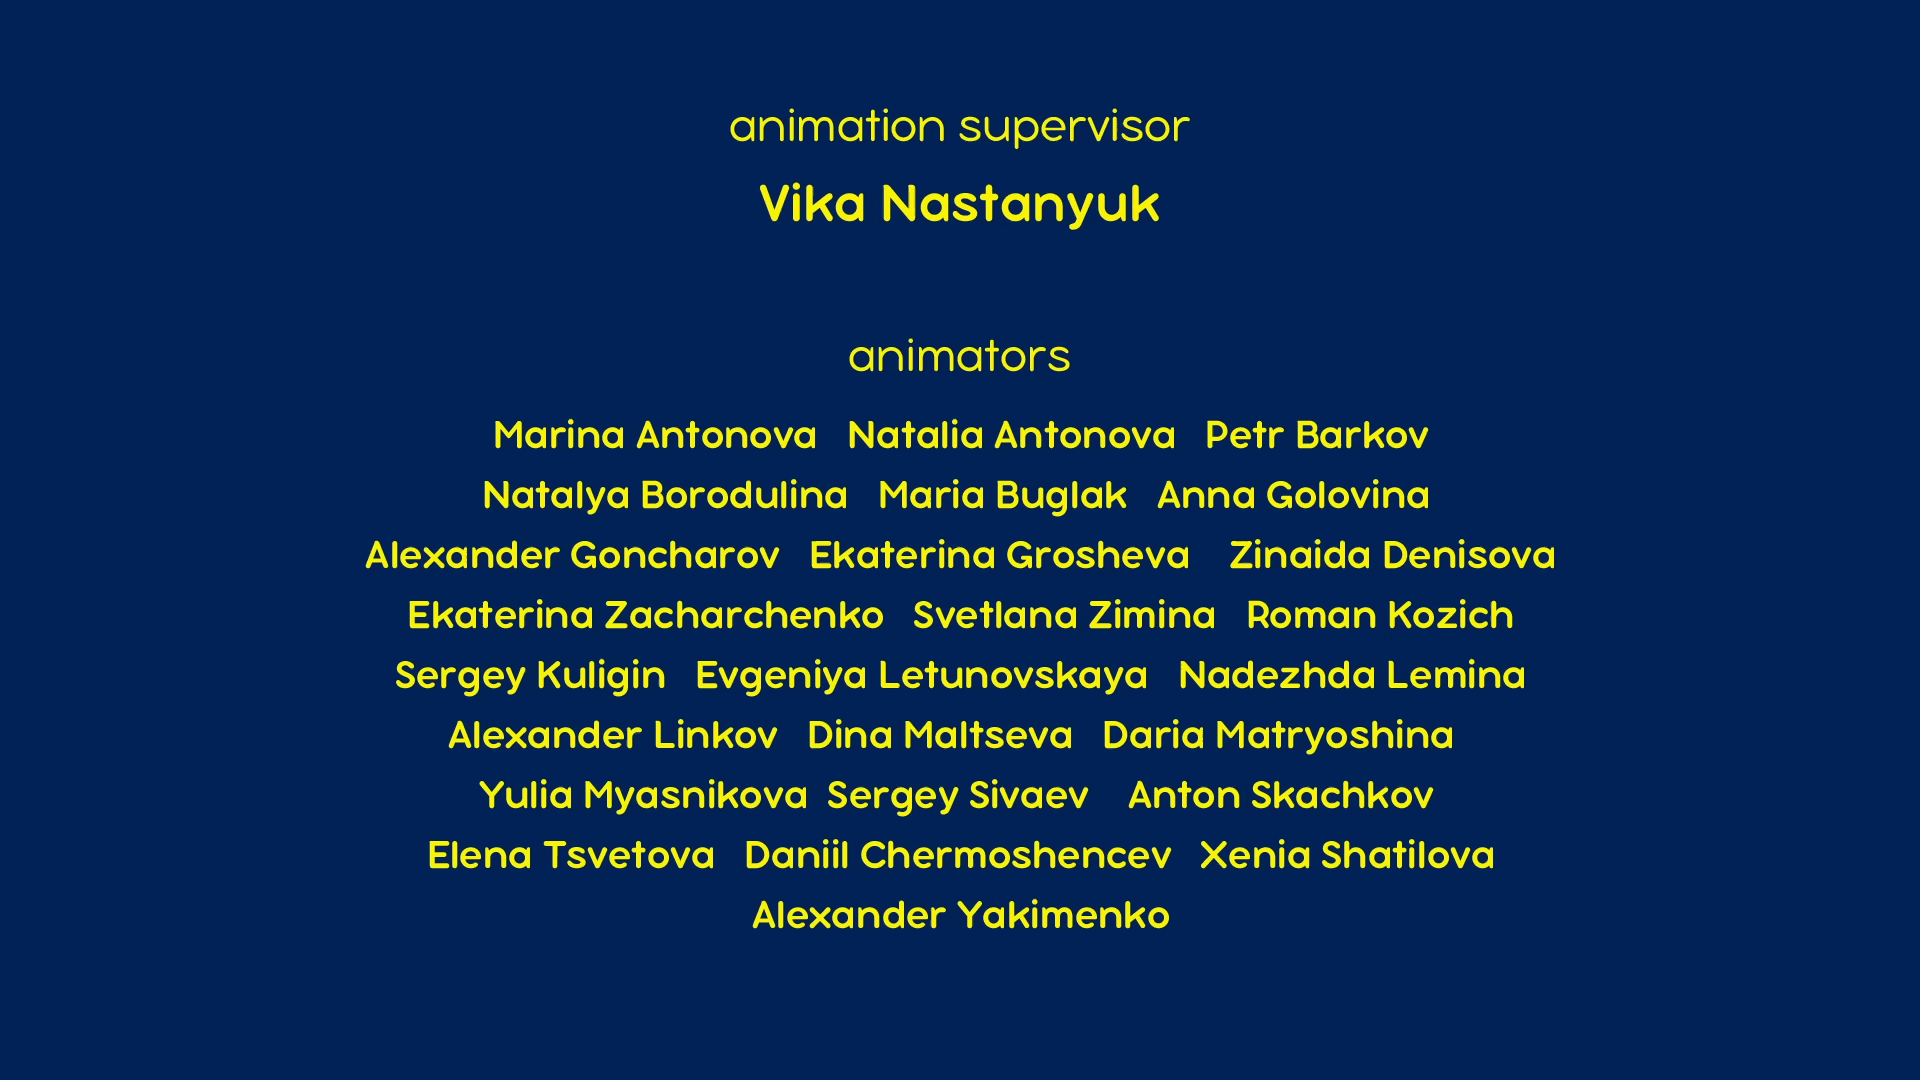 animation supervisor
Vika Nastanyuk
animators
Marina Antonova Natalia Antonova Petr Barkov
Natalya Borodulina Maria Buglak Anna Golovina
Alexander Goncharov Ekaterina Grosheva Zinaida Denisova
Ekaterina Zacharchenko Svetlana Zimina Roman Kozich
Sergey Kuligin Evgeniya Letunovskaya Nadezhda Lemina
Alexander Linkov Dina Maltseva Daria Matryoshina
Yulia Myasnikova Sergey Sivaev Anton Skachkov
Elena Tsvetova Daniil Chermoshencev Xenia Shatilova
Alexander Yakimenko